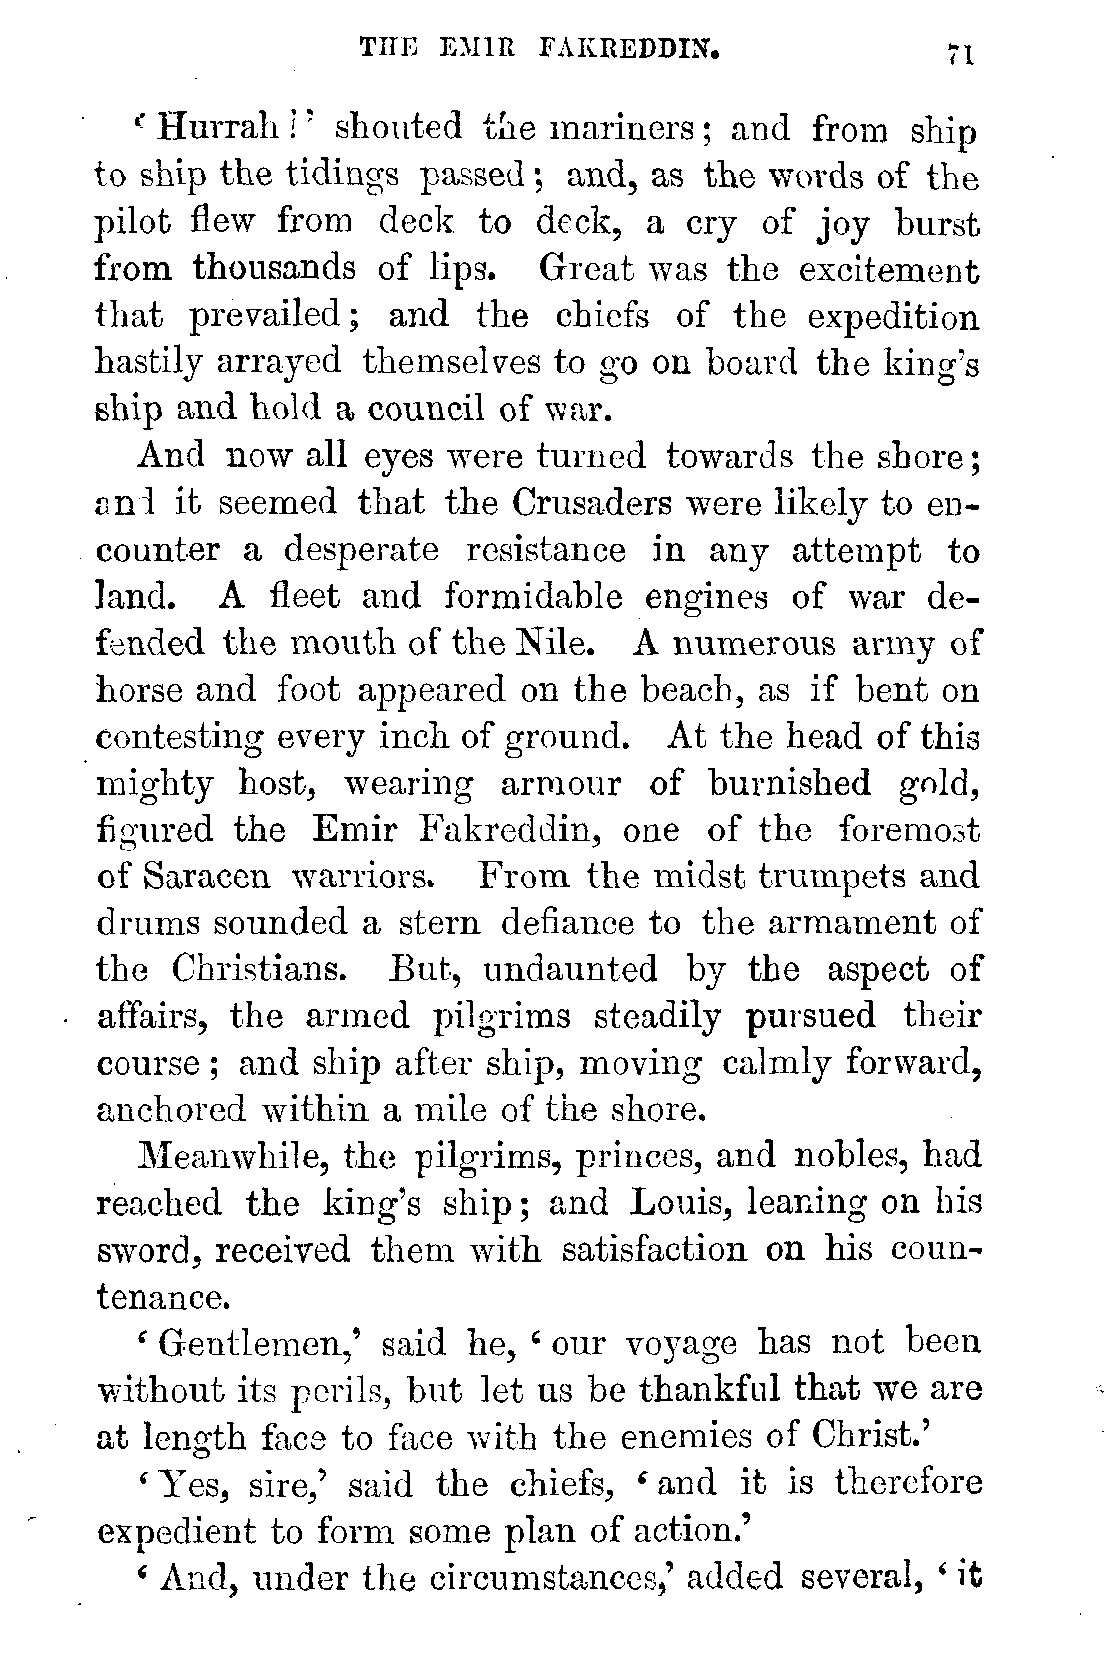 THE EMIR FAKREDDIN. 71
‘Hurrah!’ shouted the mariners; and from ship
to ship the tidings passed; and, as the words of the
pilot flew from deck to deck, a cry of joy burst
from thousands of lips. Great was the excitement
that prevailed; and the chiefs of the expedition
hastily arrayed themselves to go on board the king’s
ship and hold a council of war.
And now all eyes were turned towards the shore;
and it seemed that the Crusaders were likely to en-
counter a desperate resistance in any attempt to
land. A fleet and formidable engines of war de-
fended the mouth of the Nile. A numerous army of
horse and foot appeared on the beach, as if bent on
contesting every inch of ground. At the head of this
mighty host, wearing armour of burnished gold,
figured the Emir Fakreddin, one of the foremost
of Saracen warriors. From the midst trumpets and
drums sounded a stern defiance to the armament of
the Christians. But, undaunted by the aspect of
affairs, the armed pilgrims steadily pursued their
course; and ship after ship, moving calmly forward,
anchored within a mile of the shore.
Meanwhile, the pilgrims, princes, and nobles, had
reached the king’s ship; and Louis, leaning on his
sword, received them with satisfaction on his coun-
tenance.
‘Gentlemen,’ said he, ‘our voyage has not been
without its perils, but let us be thankful that we are
at length face to face with the enemies of Christ.’
‘Yes, sire,’ said the chiefs, ‘and it is therefore
expedient to form some plan of action.’
‘And, under the circumstances,’ added several, ‘it